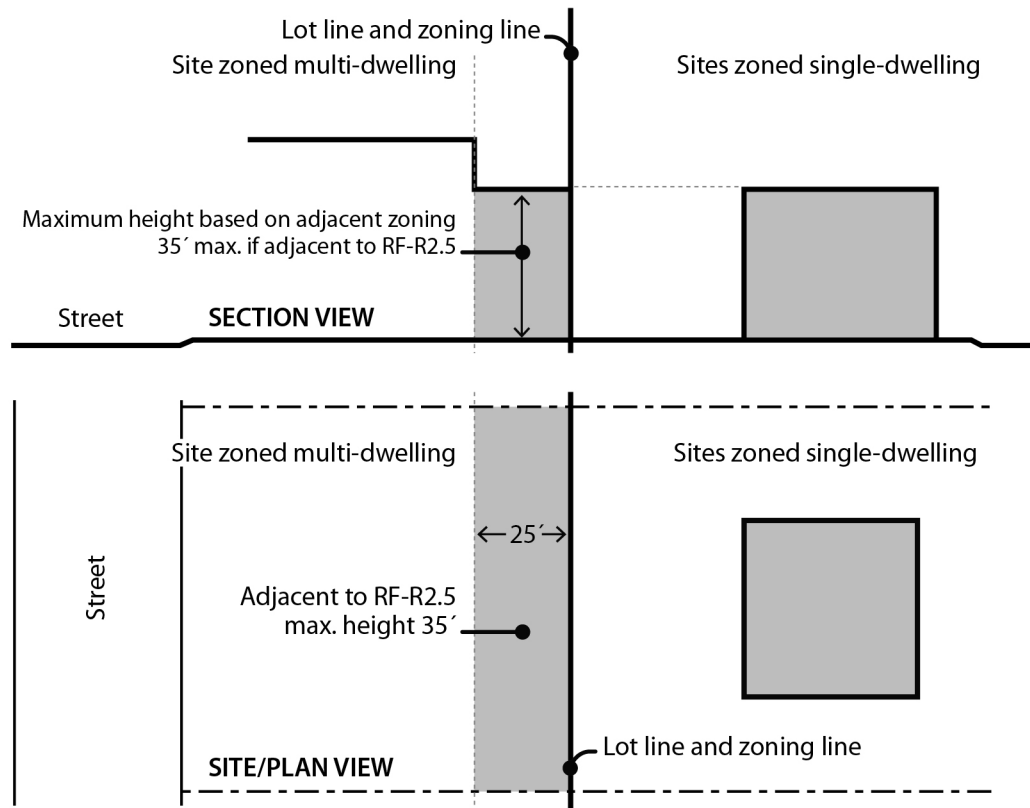 Lot line and zoning line
Site zoned multi-dwelling
Sites zoned single-dwelling
Maximum height based on adjacent zoning
35´ max. if adjacent to RF-R2.5
Street
SECTION VIEW
Site zoned multi-dwelling
Sites zoned single-dwelling
25´
Street
Adjacent to RF-R2.5
max. height 35´
Lot line and zoning line
SITE/PLAN VIEW